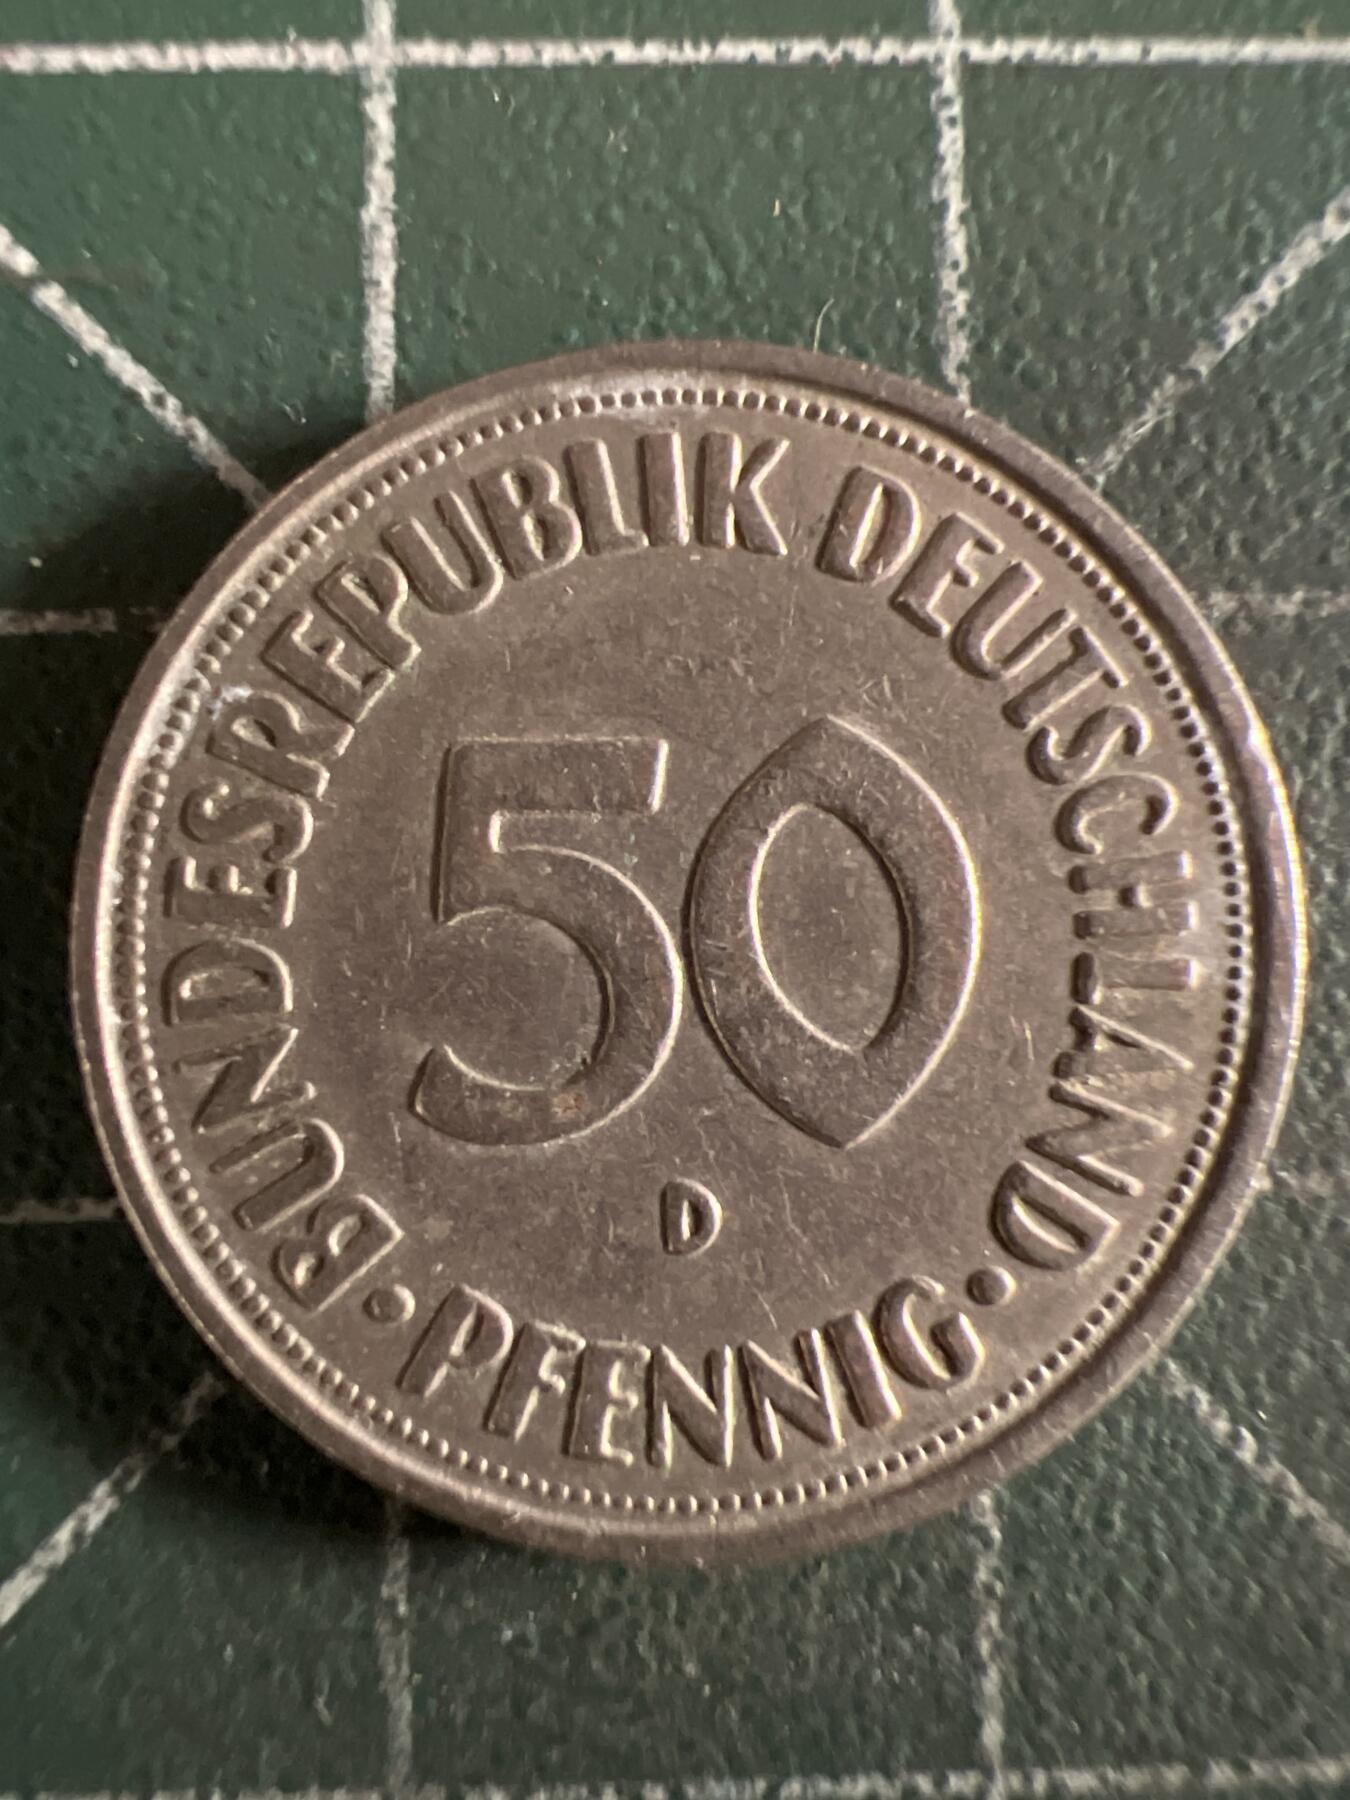 BUNDESREPUBLIK DEUTSCHLAND
50
D
• PFENNIG •